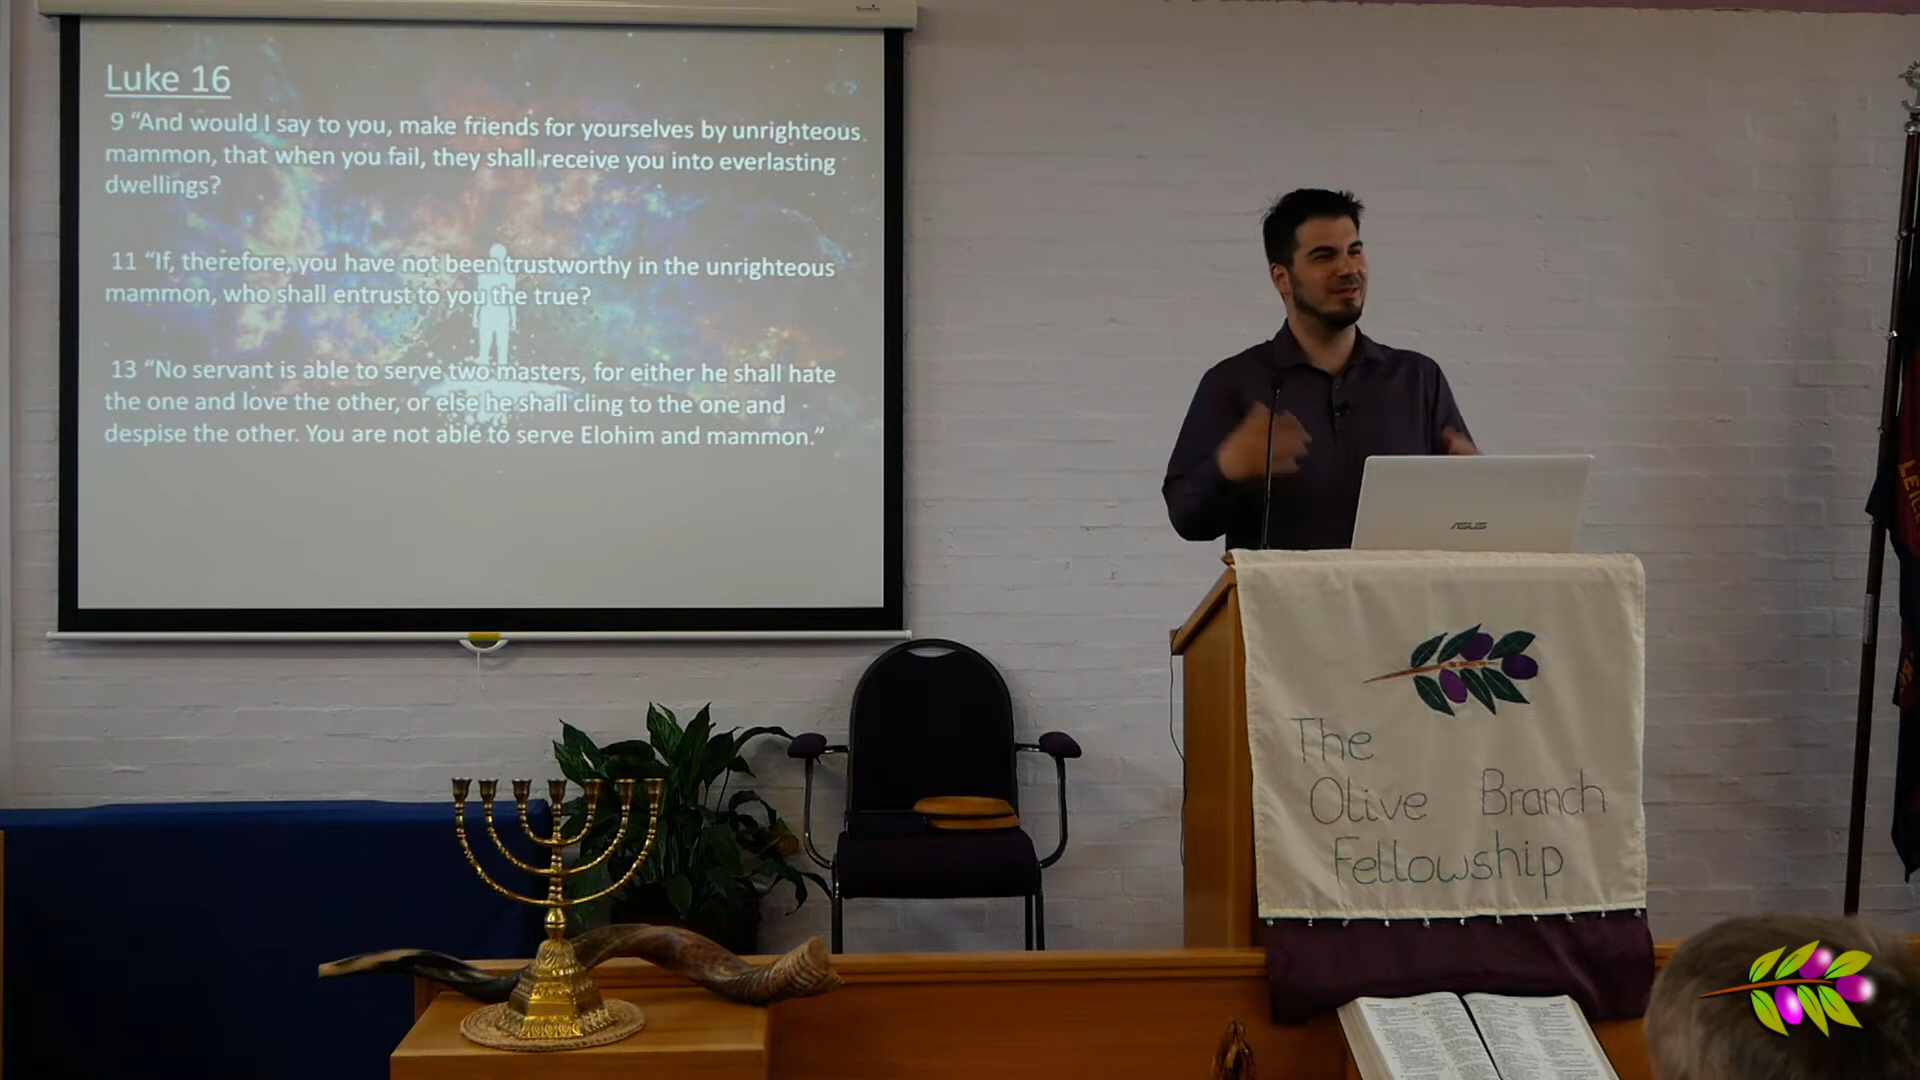 Luke 16
9 “And would I say to you, make friends for yourselves by unrighteous
mammon, that when you fail, they shall receive you into everlasting
dwellings?
11 “If, therefore, you have not been trustworthy in the unrighteous
mammon, who shall entrust to you the true?
13 “No servant is able to serve two masters, for either he shall hate
the one and love the other, or else he shall cling to the one and
despise the other. You are not able to serve Elohim and mammon.”
ASUS
The
Olive Branch
Fellowship